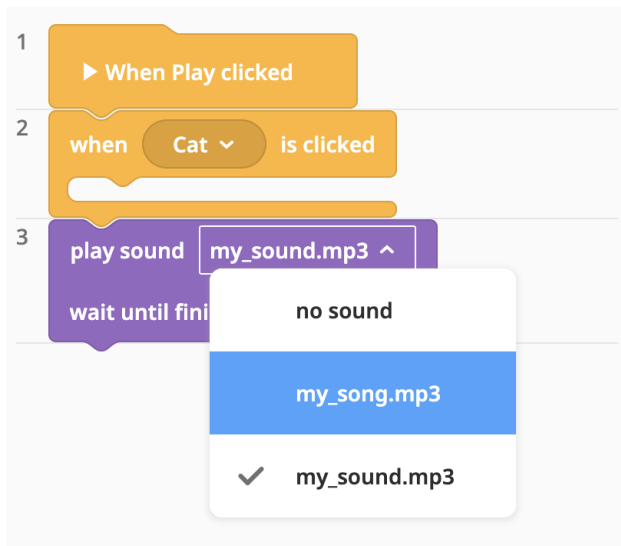 1
When Play clicked
2
when Cat is clicked
3
play sound my_sound.mp3
wait until fini
no sound
my_song.mp3
my_sound.mp3